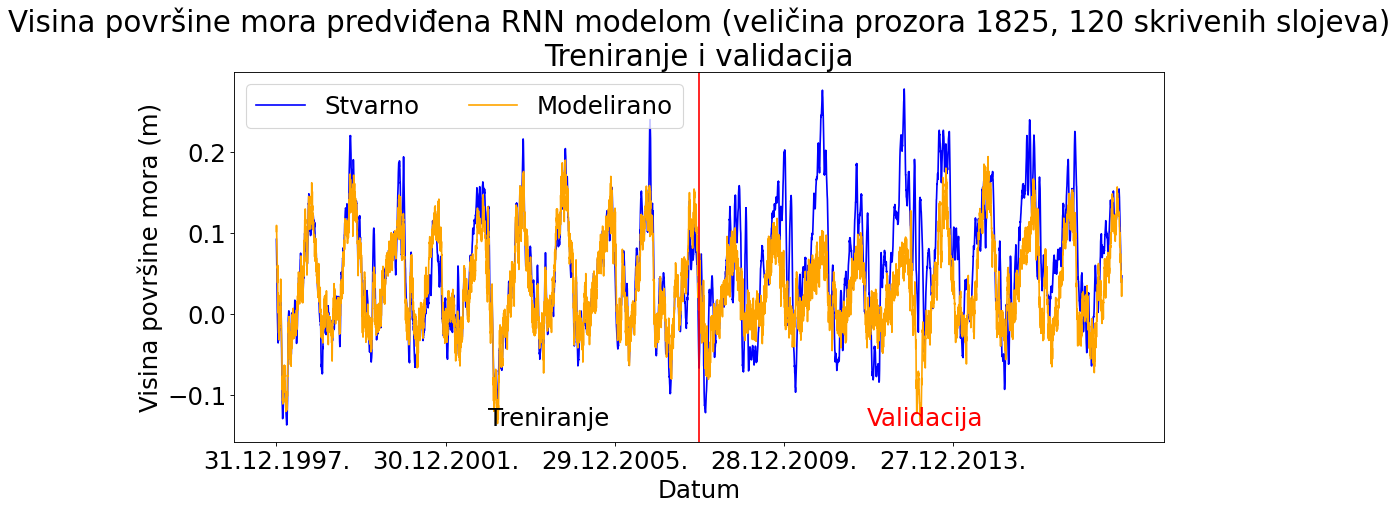 Visina površine mora predviđena RNN modelom (veličina prozora 1825, 120 skrivenih slojeva)
Treniranje i validacija
Stvarno Modelirano
Visina površine mora (m)
0.2
0.1
0.0
−0.1
Treniranje Validacija
31.12.1997. 30.12.2001. 29.12.2005. 28.12.2009. 27.12.2013.
Datum